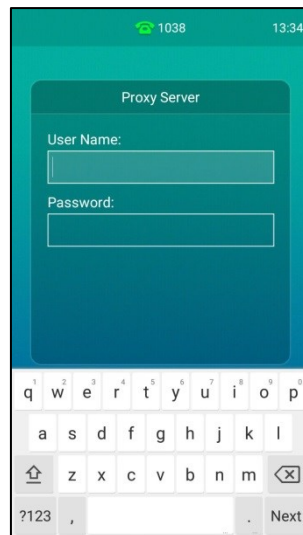 1038 13:34
Proxy Server
User Name:
Password:
1 2 3 4 5 6 7 8 9 0
q w e r t y u i o p
a s d f g h j k l
z x c v b n m
?123 , . Next